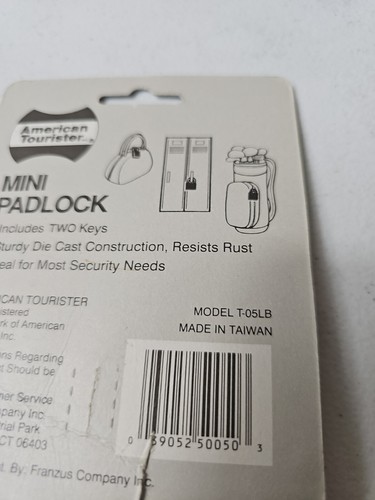 American
Tourister
MINI
PADLOCK
Includes TWO Keys
Sturdy Die Cast Construction, Resists Rust
eal for Most Security Needs
ICAN TOURISTER
istered
rk of American
Inc.
MODEL T-05LB
MADE IN TAIWAN
ns Regarding
t Should be
mer Service
pany Inc
rial Park
CT 06403
t. By: Franzus Company Inc.
0 39052 50050 3